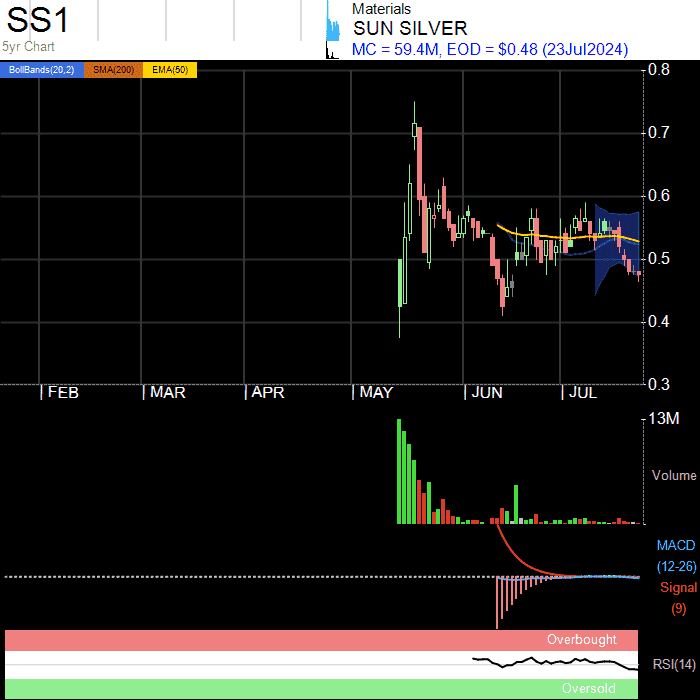 SS1
5yr Chart
Materials
SUN SILVER
MC = 59.4M, EOD = $0.48 (23Jul2024)
BollBands(20,2) SMA(200) EMA(50)
0.8
0.7
0.6
0.5
0.4
0.3
FEB MAR APR MAY JUN JUL
13M
Volume
MACD
(12-26)
Signal
(9)
Overbought
RSI(14)
Oversold